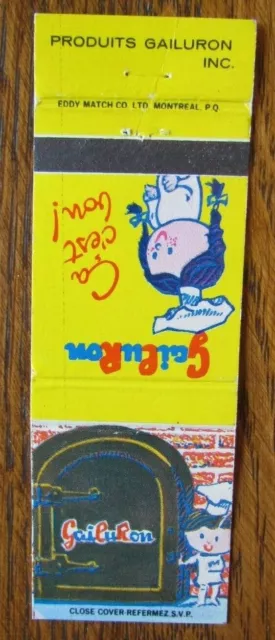 PRODUITS GAILURON
INC.
EDDY MATCH CO. LTD. MONTREAL, P.Q.
Ça
c'est
bon!
GaiLuRon
GaiLuRon
CLOSE COVER-REFERMEZ S.V.P.